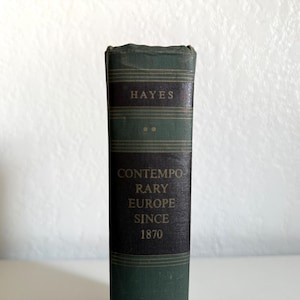 HAYES
**
CONTEMPO-
RARY
EUROPE
SINCE
1870